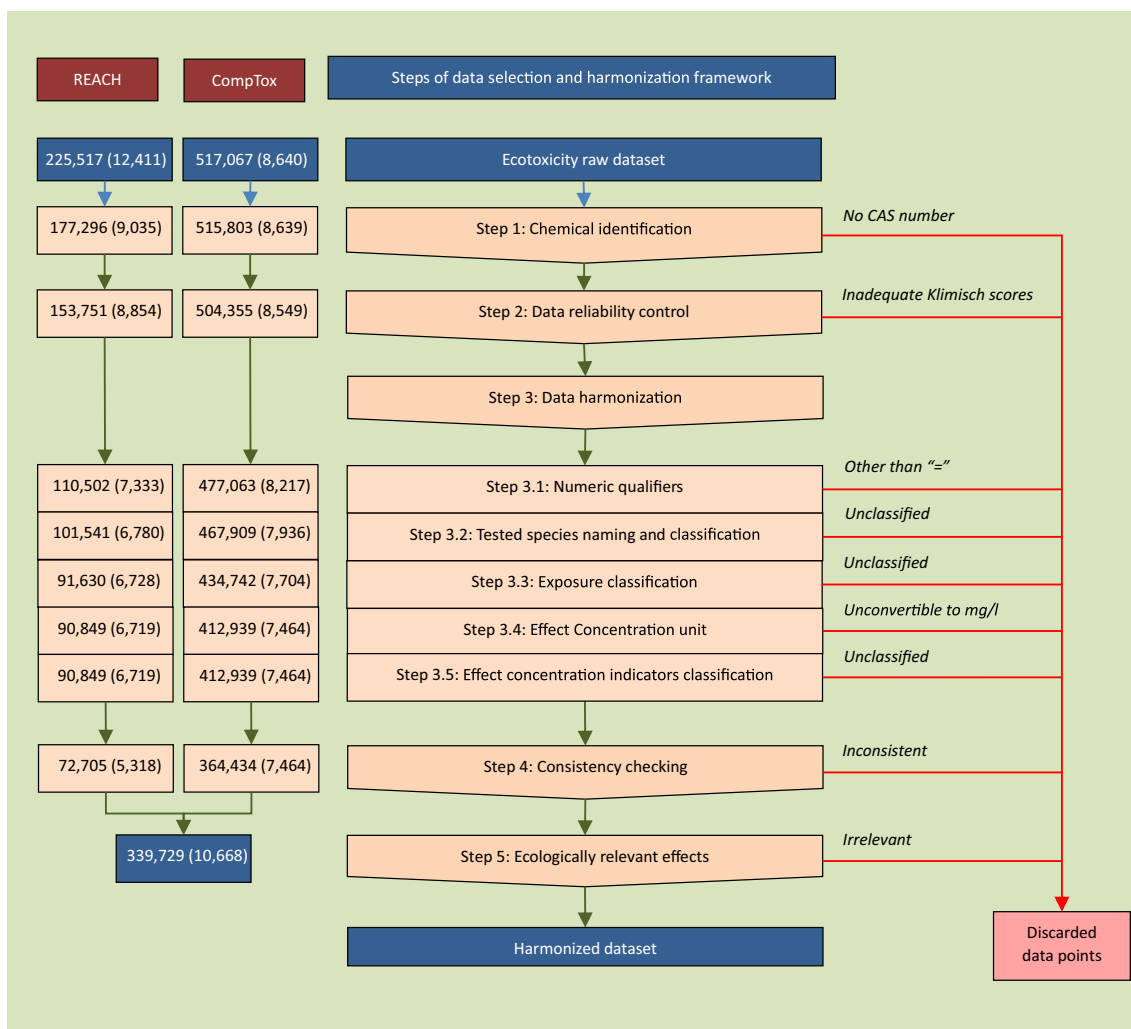 REACH
CompTox
Steps of data selection and harmonization framework
225,517 (12,411)
517,067 (8,640)
Ecotoxicity raw dataset
177,296 (9,035)
515,803 (8,639)
Step 1: Chemical identification
No CAS number
153,751 (8,854)
504,355 (8,549)
Step 2: Data reliability control
Inadequate Klimisch scores
Step 3: Data harmonization
110,502 (7,333)
477,063 (8,217)
Step 3.1: Numeric qualifiers
Other than “=”
101,541 (6,780)
467,909 (7,936)
Step 3.2: Tested species naming and classification
Unclassified
91,630 (6,728)
434,742 (7,704)
Step 3.3: Exposure classification
Unclassified
90,849 (6,719)
412,939 (7,464)
Step 3.4: Effect Concentration unit
Unconvertible to mg/l
90,849 (6,719)
412,939 (7,464)
Step 3.5: Effect concentration indicators classification
Unclassified
72,705 (5,318)
364,434 (7,464)
Step 4: Consistency checking
Inconsistent
339,729 (10,668)
Step 5: Ecologically relevant effects
Irrelevant
Harmonized dataset
Discarded
data points